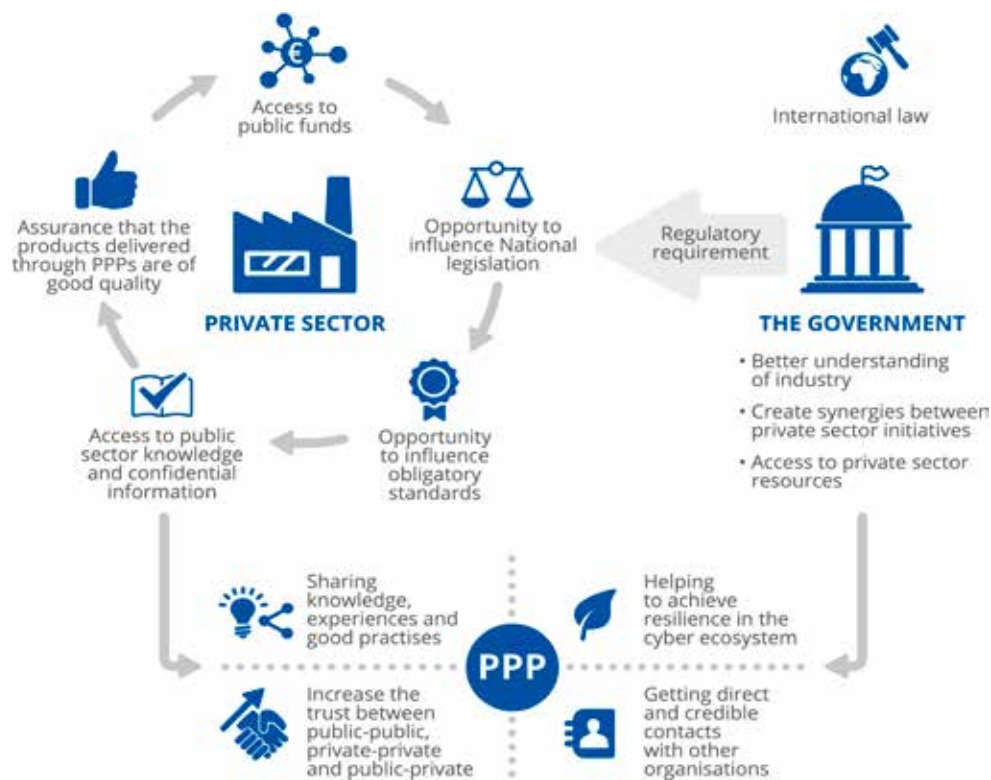 Access to
public funds
International law
Assurance that the
products delivered
through PPPs are of
good quality
Opportunity to
influence National
legislation
Regulatory
requirement
PRIVATE SECTOR
THE GOVERNMENT
• Better understanding
of industry
• Create synergies between
private sector initiatives
• Access to private sector
resources
Access to public
sector knowledge
and confidential
information
Opportunity
to influence
obligatory
standards
Sharing
knowledge,
experiences and
good practises
Helping
to achieve
resilience in the
cyber ecosystem
PPP
Increase the
trust between
public-public,
private-private
and public-private
Getting direct
and credible
contacts
with other
organisations